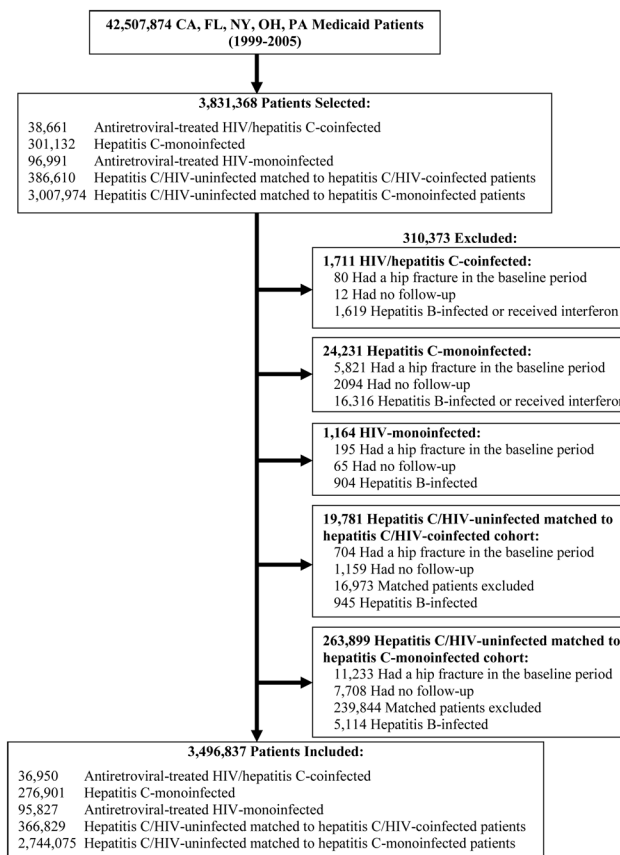 42,507,874 CA, FL, NY, OH, PA Medicaid Patients
(1999-2005)
3,831,368 Patients Selected:
38,661 Antiretroviral-treated HIV/hepatitis C-coinfected
301,132 Hepatitis C-monoinfected
96,991 Antiretroviral-treated HIV-monoinfected
386,610 Hepatitis C/HIV-uninfected matched to hepatitis C/HIV-coinfected patients
3,007,974 Hepatitis C/HIV-uninfected matched to hepatitis C-monoinfected patients
310,373 Excluded:
1,711 HIV/hepatitis C-coinfected:
80 Had a hip fracture in the baseline period
12 Had no follow-up
1,619 Hepatitis B-infected or received interferon
24,231 Hepatitis C-monoinfected:
5,821 Had a hip fracture in the baseline period
2094 Had no follow-up
16,316 Hepatitis B-infected or received interferon
1,164 HIV-monoinfected:
195 Had a hip fracture in the baseline period
65 Had no follow-up
904 Hepatitis B-infected
19,781 Hepatitis C/HIV-uninfected matched to
hepatitis C/HIV-coinfected cohort:
704 Had a hip fracture in the baseline period
1,159 Had no follow-up
16,973 Matched patients excluded
945 Hepatitis B-infected
263,899 Hepatitis C/HIV-uninfected matched to
hepatitis C-monoinfected cohort:
11,233 Had a hip fracture in the baseline period
7,708 Had no follow-up
239,844 Matched patients excluded
5,114 Hepatitis B-infected
3,496,837 Patients Included:
36,950 Antiretroviral-treated HIV/hepatitis C-coinfected
276,901 Hepatitis C-monoinfected
95,827 Antiretroviral-treated HIV-monoinfected
366,829 Hepatitis C/HIV-uninfected matched to hepatitis C/HIV-coinfected patients
2,744,075 Hepatitis C/HIV-uninfected matched to hepatitis C-monoinfected patients